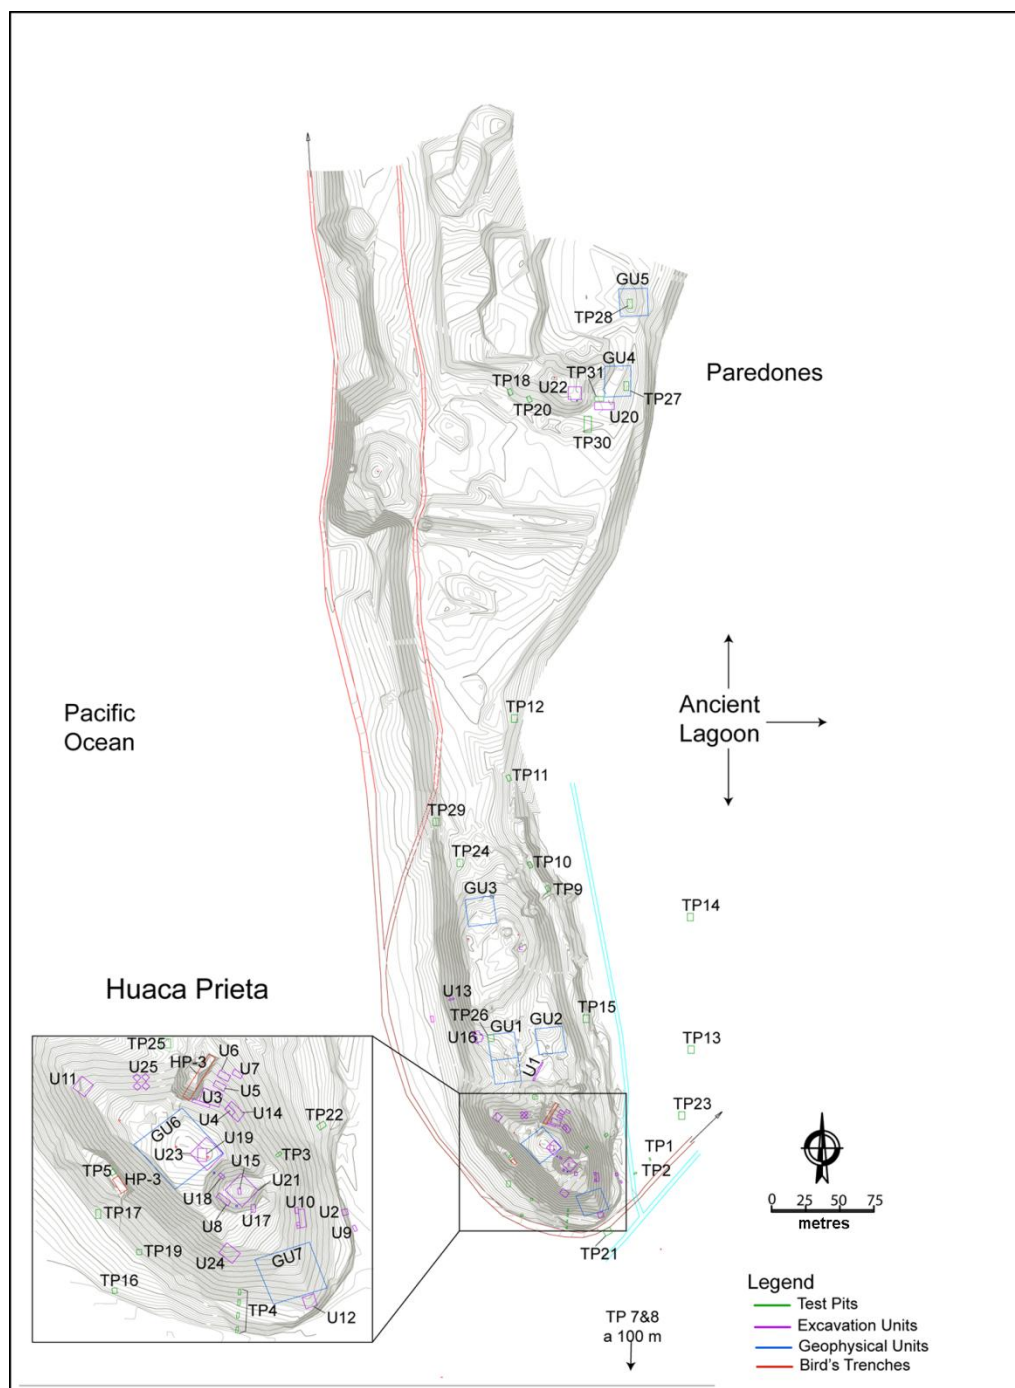 GU5
TP28
GU4
TP31
TP18
U22
Paredones
TP27
TP20
U20
TP30
Pacific
Ocean
TP12
Ancient
Lagoon
TP11
TP29
TP24
TP10
TP9
GU3
TP14
Huaca Prieta
U13
TP26
GU1
GU2
TP15
U16
TP13
U1
TP23
TP1
TP2
TP21
TP 7&8
a 100 m
0 25 50 75
metres
TP25
U6
HP-3
U7
U25
U11
U5
U3
U4
U14
GU6
TP22
U19
U23
TP3
U15
TP5
HP-3
U21
U18
U10
U2
TP17
U8
U17
U9
TP19
U24
GU7
TP16
TP4
U12
Legend
Test Pits
Excavation Units
Geophysical Units
Bird's Trenches